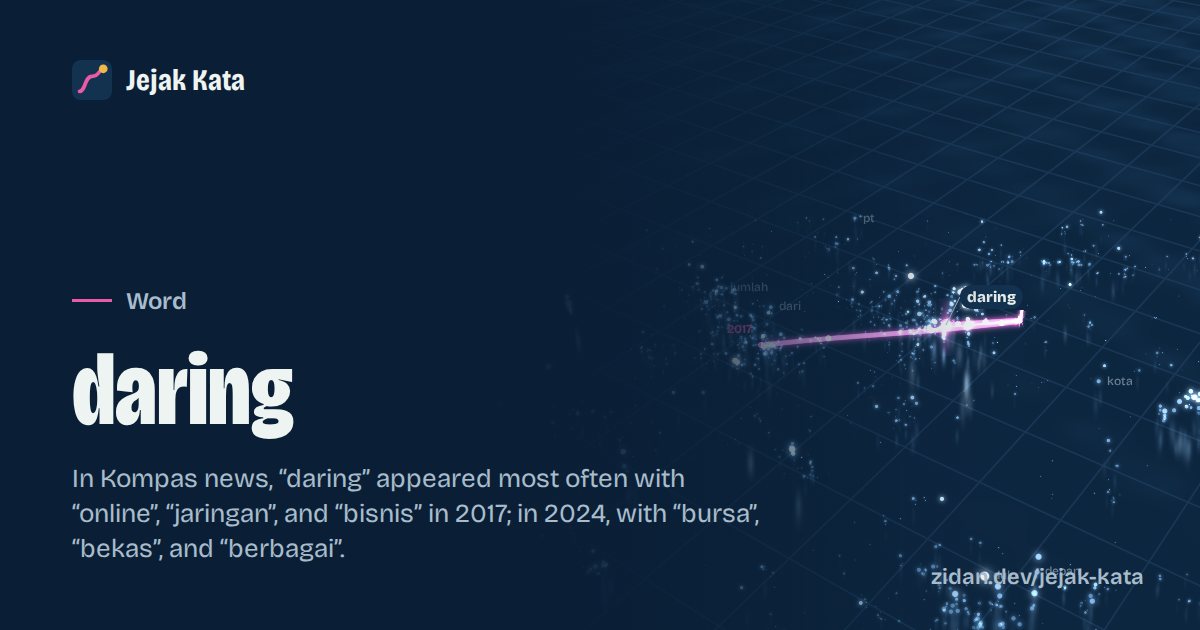 Jejak Kata
pt
jumlah
dari
daring
2017
kota
Word
daring
In Kompas news, “daring” appeared most often with
“online”, “jaringan”, and “bisnis” in 2017; in 2024, with “bursa”,
“bekas”, and “berbagai”.
zidan.dev/jejak-kata